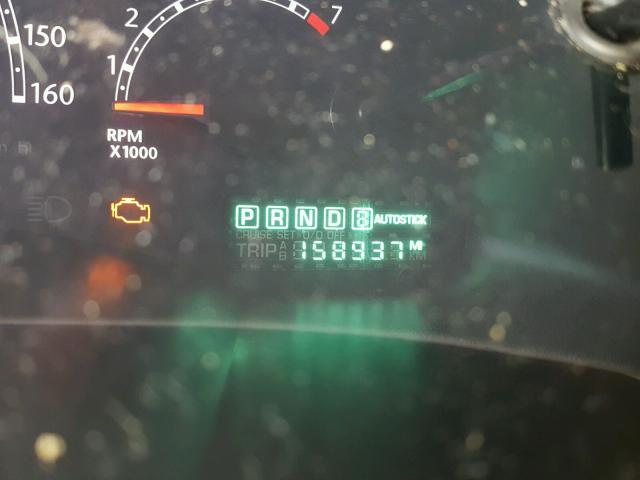 2 7
150
1
160
RPM
X1000
P R N D 8 AUTOSTICK
CRUISE SET O/D OFF
TRIP A B 158937 M KM